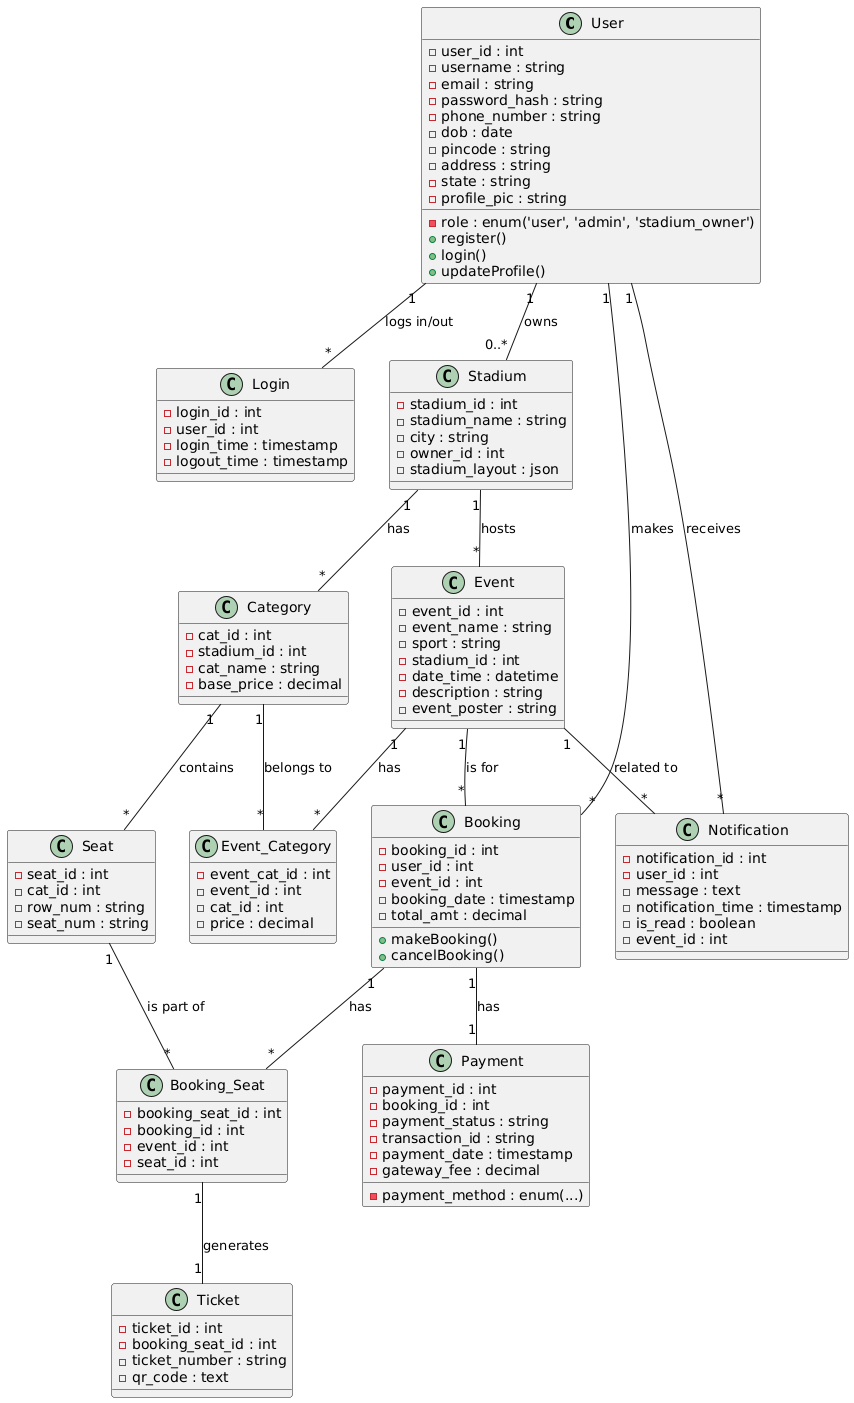 C User
user_id : int
username : string
email : string
password_hash : string
phone_number : string
dob : date
pincode : string
address : string
state : string
profile_pic : string
role : enum('user', 'admin', 'stadium_owner')
register()
login()
updateProfile()
1 1 1 1
logs in/out owns
* 0..*
C Login
login_id : int
user_id : int
login_time : timestamp
logout_time : timestamp
C Stadium
stadium_id : int
stadium_name : string
city : string
owner_id : int
stadium_layout : json
1 1
has hosts makes receives
* *
C Category
cat_id : int
stadium_id : int
cat_name : string
base_price : decimal
C Event
event_id : int
event_name : string
sport : string
stadium_id : int
date_time : datetime
description : string
event_poster : string
1 1 1 1 1
contains belongs to has is for related to
* * * * * * *
C Seat
seat_id : int
cat_id : int
row_num : string
seat_num : string
C Event_Category
event_cat_id : int
event_id : int
cat_id : int
price : decimal
C Booking
booking_id : int
user_id : int
event_id : int
booking_date : timestamp
total_amt : decimal
makeBooking()
cancelBooking()
C Notification
notification_id : int
user_id : int
message : text
notification_time : timestamp
is_read : boolean
event_id : int
1 1 1
is part of has has
* * 1
C Booking_Seat
booking_seat_id : int
booking_id : int
event_id : int
seat_id : int
C Payment
payment_id : int
booking_id : int
payment_status : string
transaction_id : string
payment_date : timestamp
gateway_fee : decimal
payment_method : enum(...)
1
generates
1
C Ticket
ticket_id : int
booking_seat_id : int
ticket_number : string
qr_code : text